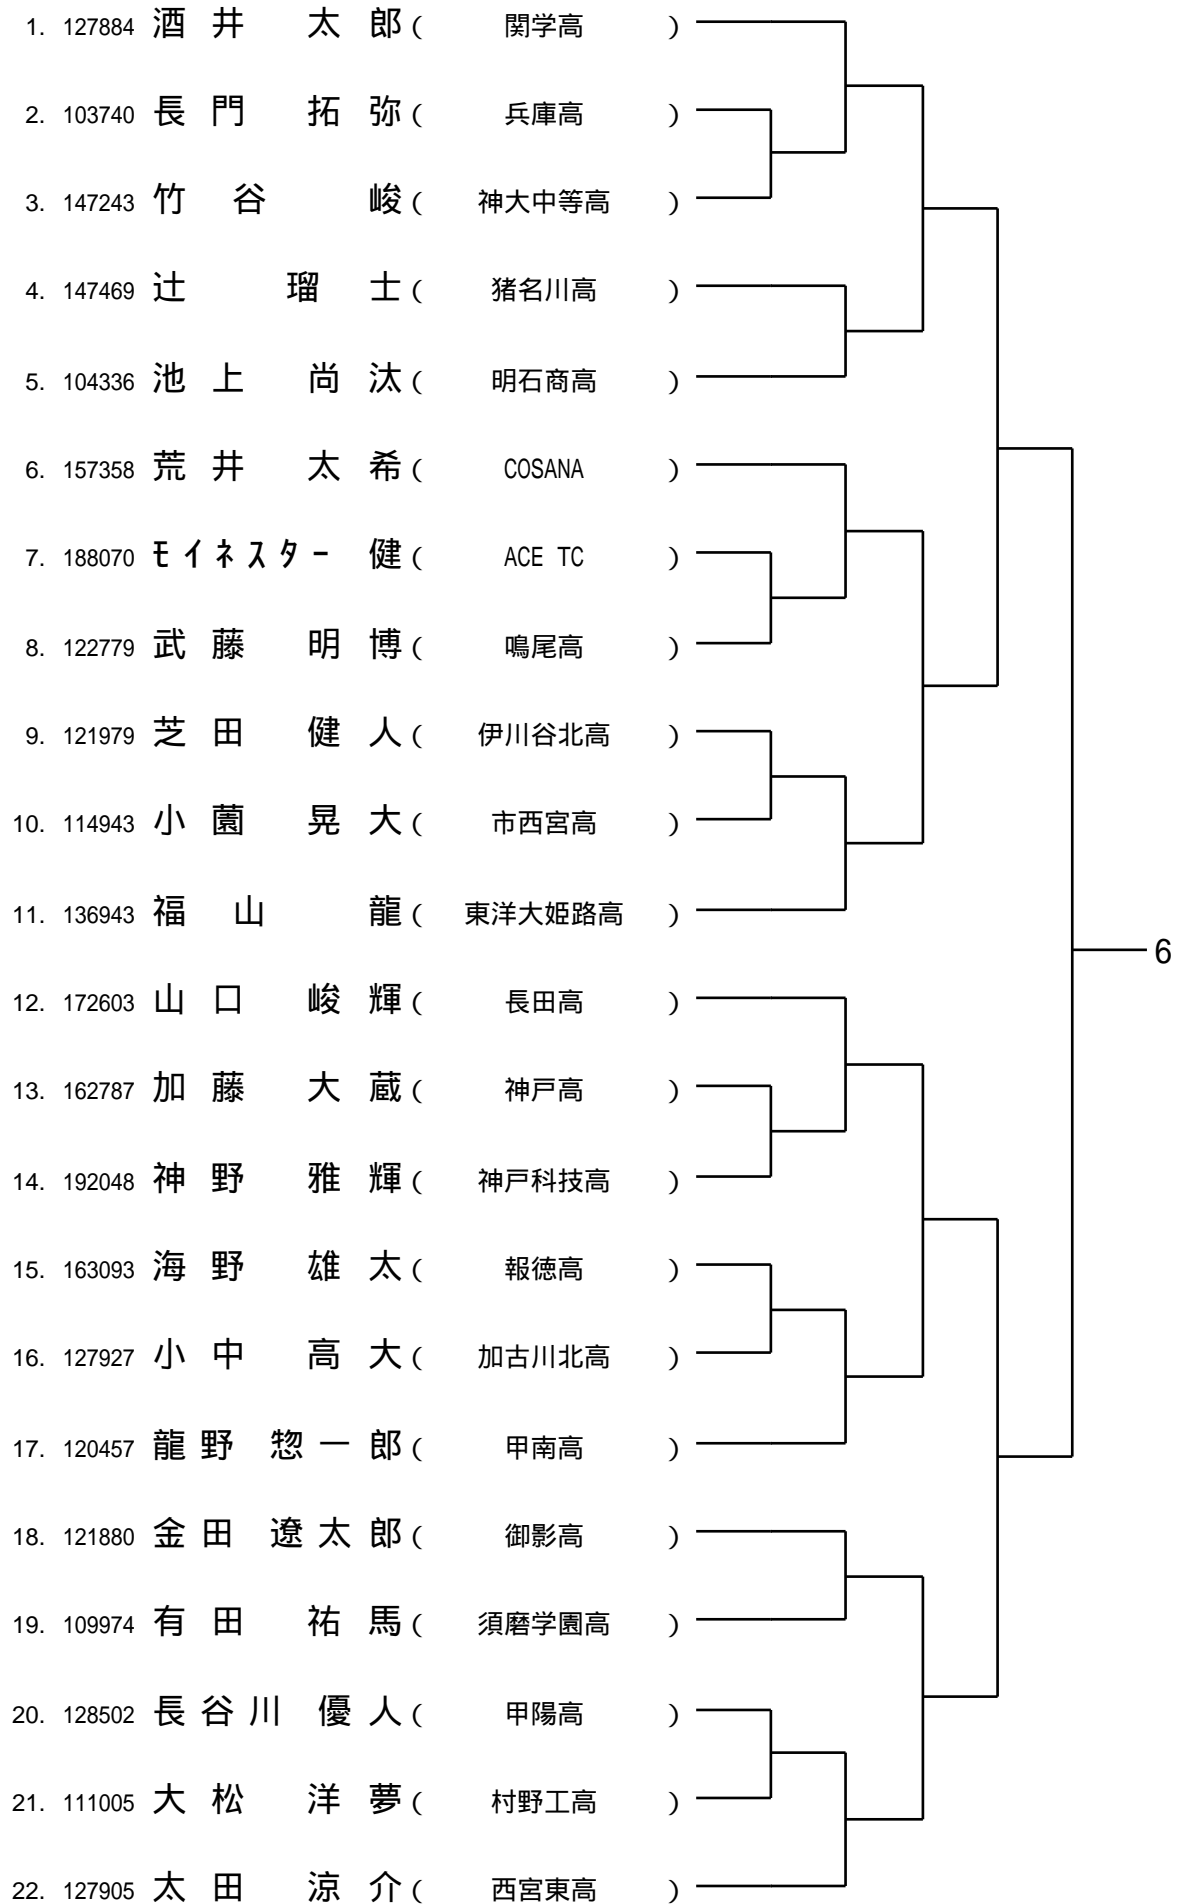 1. 127884 酒井 太郎 ( 関学高 )
2. 103740 長門 拓弥 ( 兵庫高 )
3. 147243 竹谷 峻 ( 神大中等高 )
4. 147469 辻 瑠士 ( 猪名川高 )
5. 104336 池上 尚汰 ( 明石商高 )
6. 157358 荒井 太希 ( COSANA )
7. 188070 モイネスター 健 ( ACE TC )
8. 122779 武藤 明博 ( 鳴尾高 )
9. 121979 芝田 健人 ( 伊川谷北高 )
10. 114943 小薗 晃大 ( 市西宮高 )
11. 136943 福山 龍 ( 東洋大姫路高 )
6
12. 172603 山口 峻輝 ( 長田高 )
13. 162787 加藤 大蔵 ( 神戸高 )
14. 192048 神野 雅輝 ( 神戸科技高 )
15. 163093 海野 雄太 ( 報徳高 )
16. 127927 小中 高大 ( 加古川北高 )
17. 120457 龍野 惣一郎 ( 甲南高 )
18. 121880 金田 遼太郎 ( 御影高 )
19. 109974 有田 祐馬 ( 須磨学園高 )
20. 128502 長谷川 優人 ( 甲陽高 )
21. 111005 大松 洋夢 ( 村野工高 )
22. 127905 太田 涼介 ( 西宮東高 )